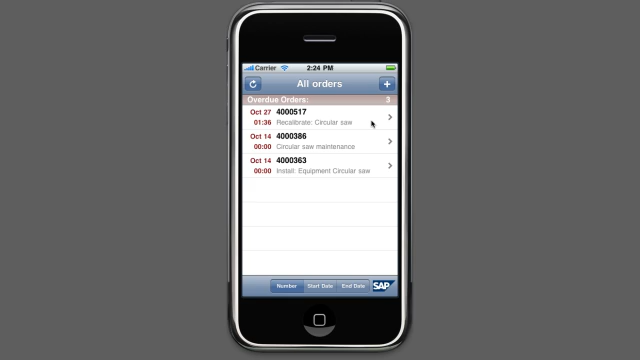 Carrier 2:24 PM
All orders +
Overdue Orders: 3
Oct 27 4000517
01:36 Recalibrate: Circular saw
Oct 14 4000386
00:00 Circular saw maintenance
Oct 14 4000363
00:00 Install: Equipment Circular saw
Number Start Date End Date SAP